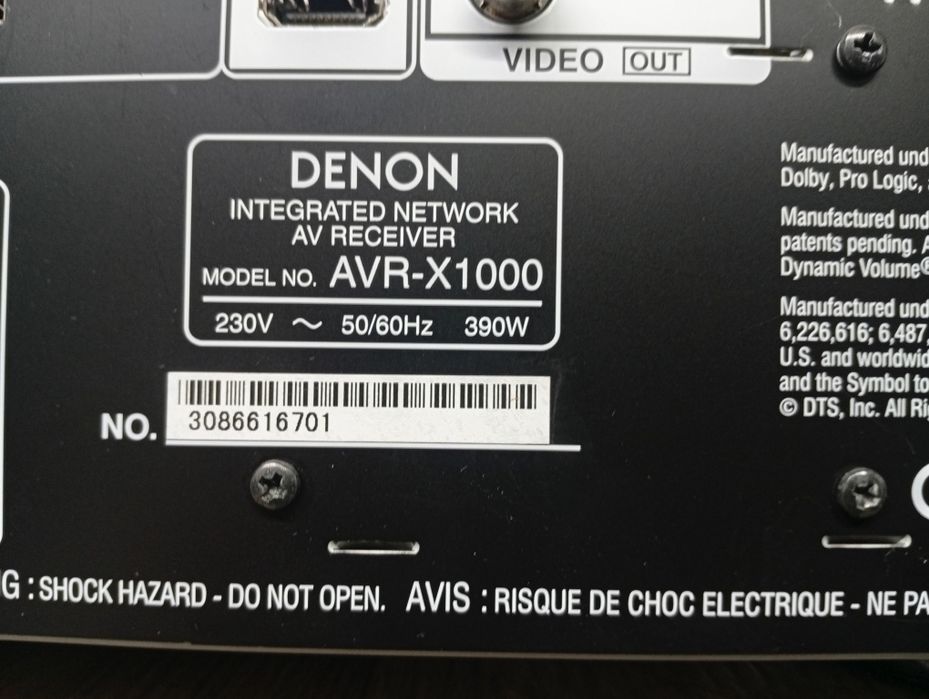 VIDEO OUT
DENON
INTEGRATED NETWORK
AV RECEIVER
MODEL NO. AVR-X1000
230V ～ 50/60Hz 390W
NO. 3086616701
Manufactured und
Dolby, Pro Logic,
Manufactured und
patents pending. A
Dynamic Volume®
Manufactured und
6,226,616; 6,487,
U.S. and worldwid
and the Symbol to
© DTS, Inc. All Ri
G : SHOCK HAZARD - DO NOT OPEN. AVIS : RISQUE DE CHOC ELECTRIQUE - NE PA